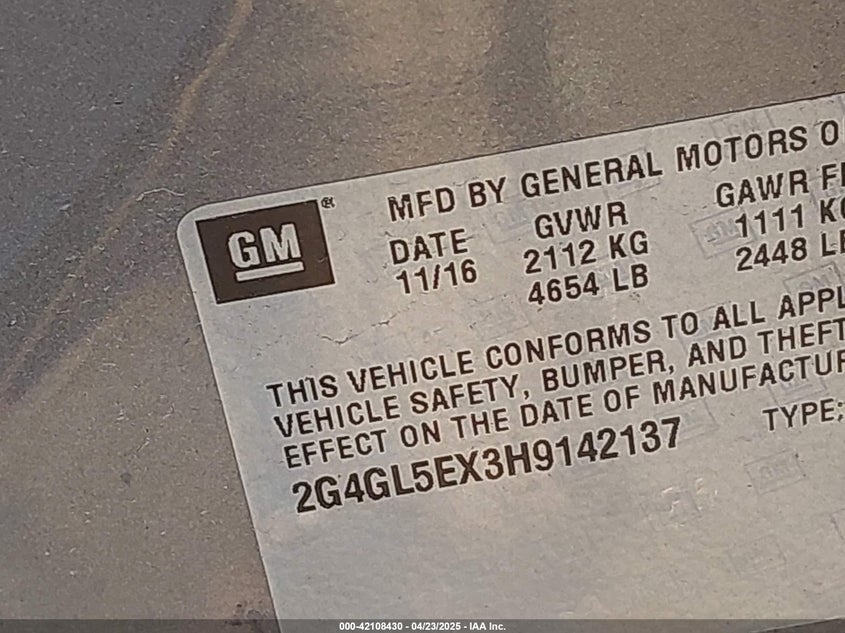 GM
®
MFD BY GENERAL MOTORS O
DATE GVWR GAWR
11/16 2112 KG 1111
4654 LB 2448
THIS VEHICLE CONFORMS TO ALL
VEHICLE SAFETY, BUMPER, AND THEFT
EFFECT ON THE DATE OF
2G4GL5EX3H9142137 TYPE:
000-42108430 - 04/23/2025 - IAA Inc.